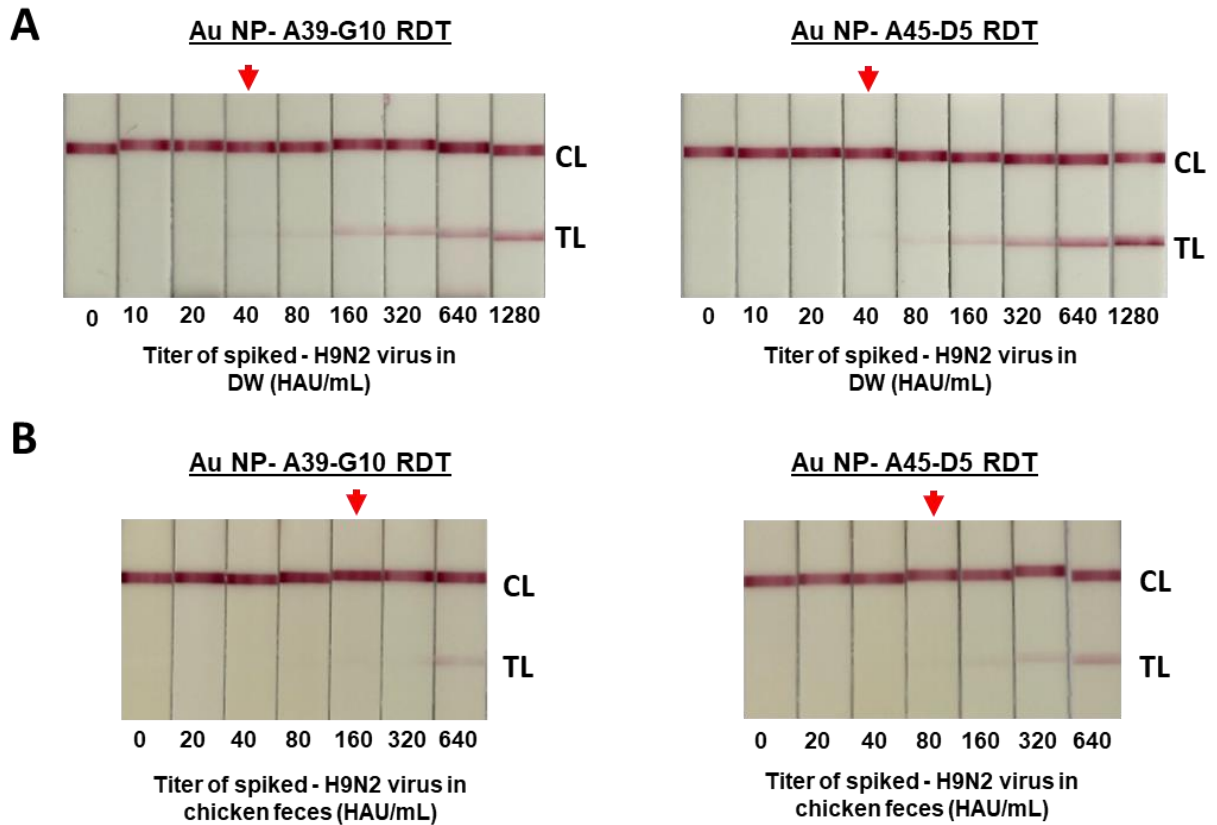 A
Au NP- A39-G10 RDT
CL
TL
0 10 20 40 80 160 320 640 1280
Titer of spiked - H9N2 virus in
DW (HAU/mL)
Au NP- A45-D5 RDT
CL
TL
0 10 20 40 80 160 320 640 1280
Titer of spiked - H9N2 virus in
DW (HAU/mL)
B
Au NP- A39-G10 RDT
CL
TL
0 20 40 80 160 320 640
Titer of spiked - H9N2 virus in
chicken feces (HAU/mL)
Au NP- A45-D5 RDT
CL
TL
0 20 40 80 160 320 640
Titer of spiked - H9N2 virus in
chicken feces (HAU/mL)